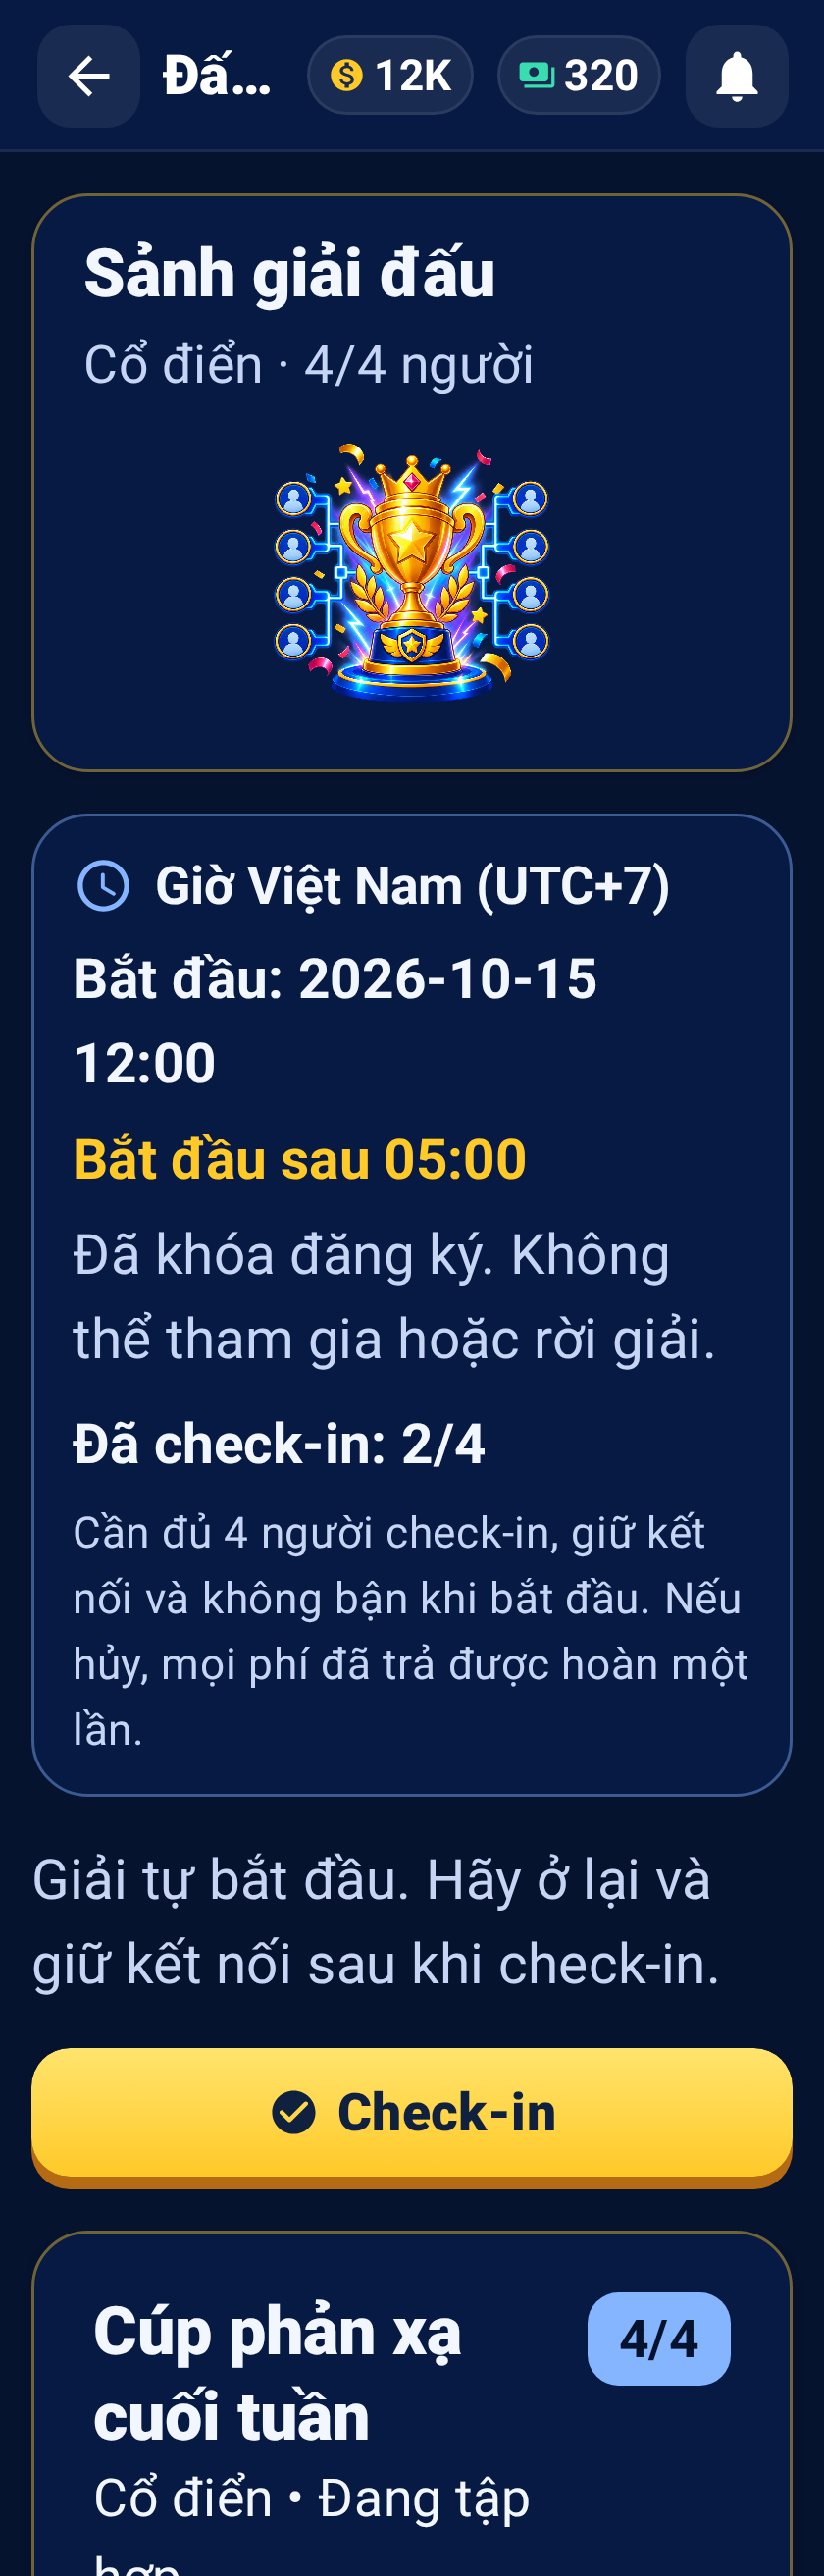 Đấ...
12K
320
Sảnh giải đấu
Cổ điển · 4/4 người
Giờ Việt Nam (UTC+7)
Bắt đầu: 2026-10-15
12:00
Bắt đầu sau 05:00
Đã khóa đăng ký. Không
thể tham gia hoặc rời giải.
Đã check-in: 2/4
Cần đủ 4 người check-in, giữ kết
nối và không bận khi bắt đầu. Nếu
hủy, mọi phí đã trả được hoàn một
lần.
Giải tự bắt đầu. Hãy ở lại và
giữ kết nối sau khi check-in.
Check-in
Cúp phản xạ
cuối tuần
4/4
Cổ điển • Đang tập
hợp